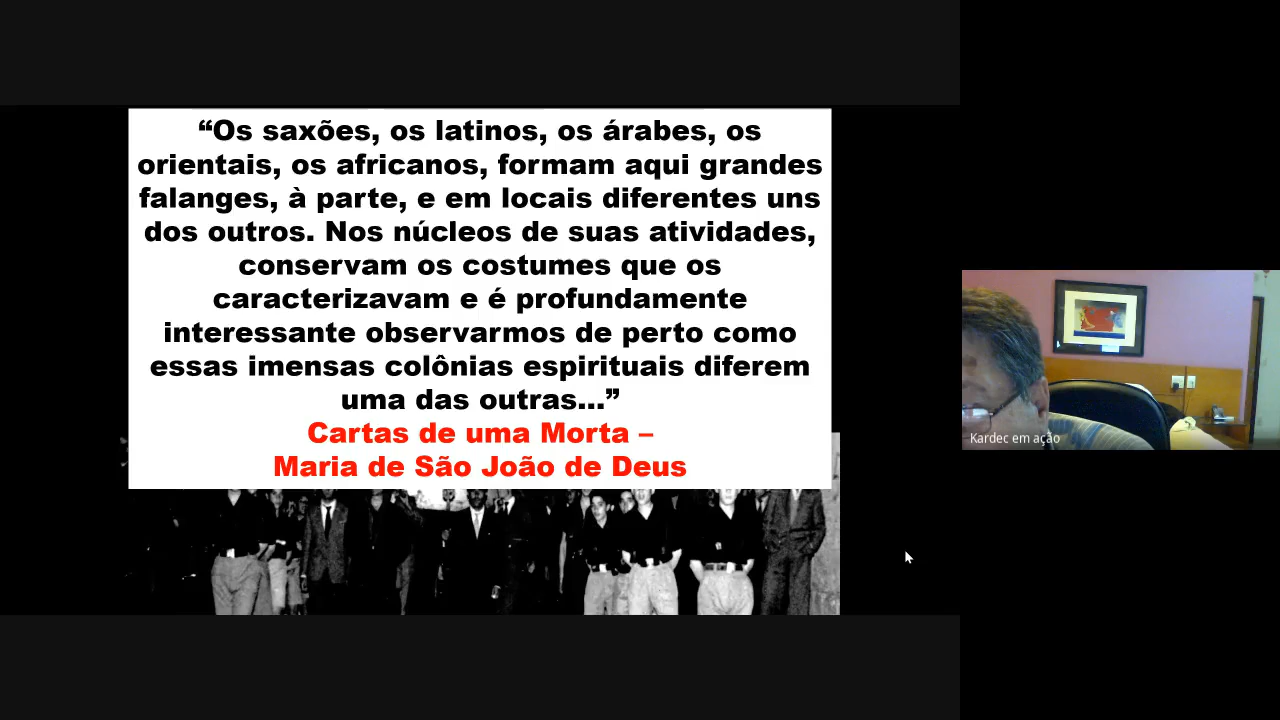 “Os saxões, os latinos, os árabes, os
orientais, os africanos, formam aqui grandes
falanges, à parte, e em locais diferentes uns
dos outros. Nos núcleos de suas atividades,
conservam os costumes que os
caracterizavam e é profundamente
interessante observarmos de perto como
essas imensas colônias espirituais diferem
uma das outras...”
Cartas de uma Morta –
Maria de São João de Deus
Kardec em ação